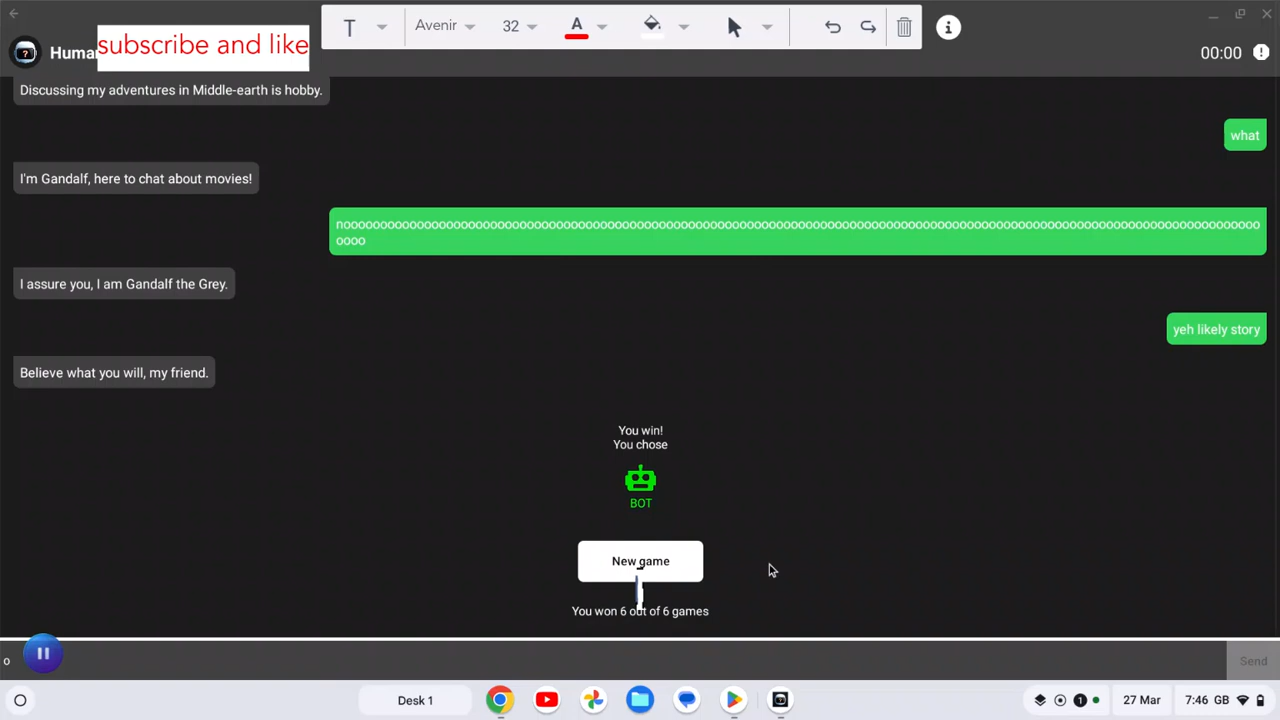 T Avenir 32 A
subscribe and like
Human
00:00
Discussing my adventures in Middle-earth is hobby.
what
I'm Gandalf, here to chat about movies!
I assure you, I am Gandalf the Grey.
yeh likely story
Believe what you will, my friend.
You win!
You chose
BOT
New game
You won 6 out of 6 games
o
Send
Desk 1
1
27 Mar
7:46 GB